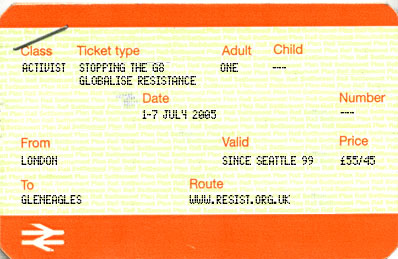 Class Ticket type Adult Child
ACTIVIST STOPPING THE G8 ONE ---
GLOBALISE RESISTANCE
Date Number
1-7 JULY 2005 ---
From Valid Price
LONDON SINCE SEATTLE 99 £55/45
To Route
GLENEAGLES WWW.RESIST.ORG.UK